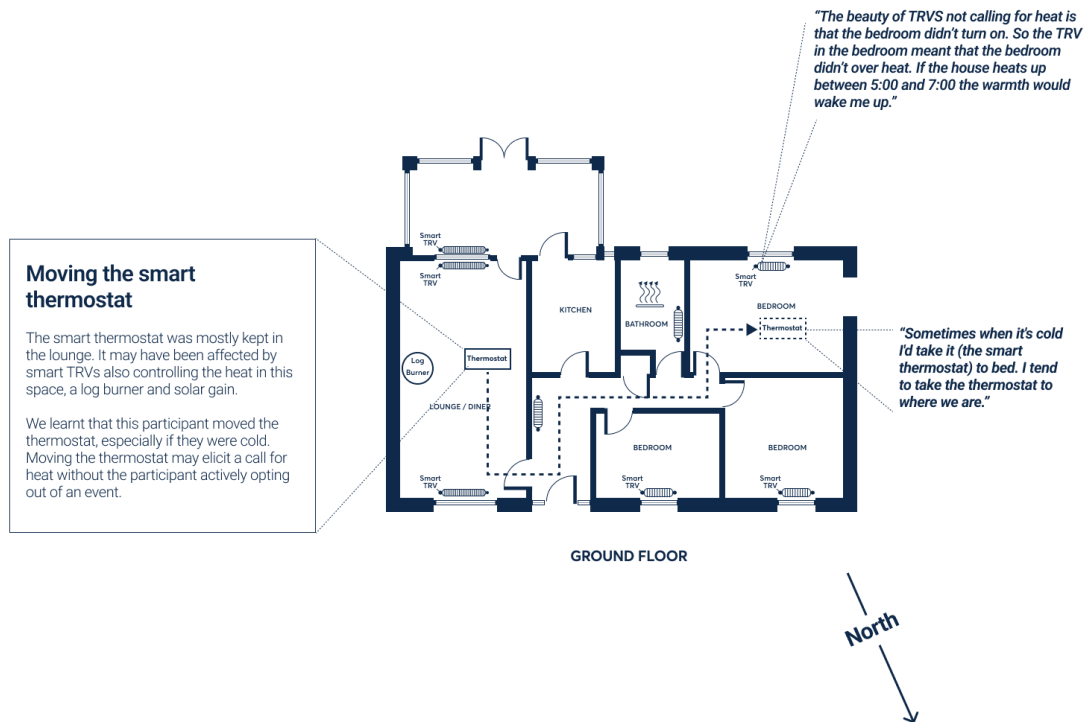 “The beauty of TRVS not calling for heat is
that the bedroom didn’t turn on. So the TRV
in the bedroom meant that the bedroom
didn’t over heat. If the house heats up
between 5:00 and 7:00 the warmth would
wake me up.”
Moving the smart
thermostat
The smart thermostat was mostly kept in
the lounge. It may have been affected by
smart TRVs also controlling the heat in this
space, a log burner and solar gain.
We learnt that this participant moved the
thermostat, especially if they were cold.
Moving the thermostat may elicit a call for
heat without the participant actively opting
out of an event.
Smart
TRV
Smart
TRV
Log
Burner
Thermostat
LOUNGE / DINER
Smart
TRV
KITCHEN
BATHROOM
Smart
TRV
BEDROOM
Thermostat
BEDROOM
Smart
TRV
BEDROOM
Smart
TRV
“Sometimes when it's cold
I'd take it (the smart
thermostat) to bed. I tend
to take the thermostat to
where we are.”
GROUND FLOOR
North